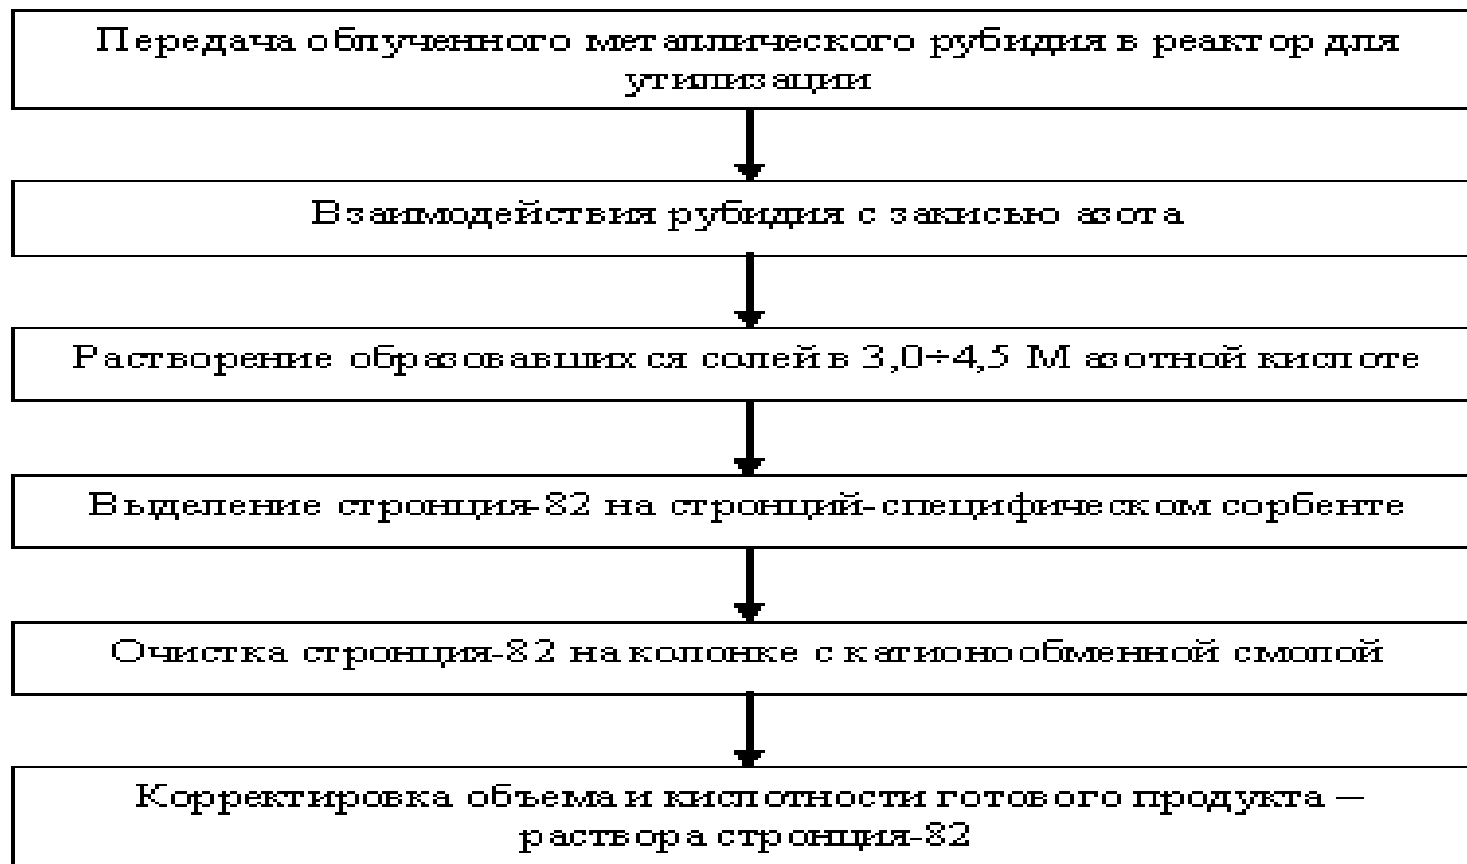 Передача облученного металлического рубидия в реактор для
утилизации
Взаимодействия рубидия с закисью азота
Растворение образовавшихся солей в 3,0÷4,5 М азотной кислоте
Выделение стронция-82 на стронций-специфическом сорбенте
Очистка стронция-82 на колонке с катионообменной смолой
Корректировка объема и кислотности готового продукта –
раствора стронция-82